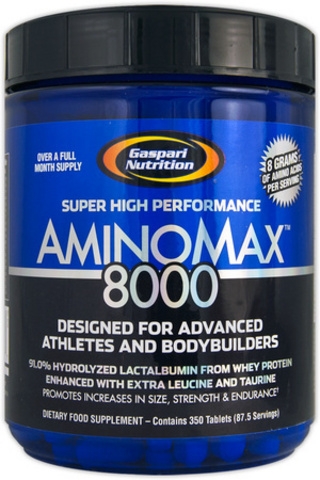 OVER A FULL
MONTH SUPPLY
Gaspari
Nutrition
8 GRAMS
OF AMINO ACIDS
PER SERVING
SUPER HIGH PERFORMANCE
AMINOMAX™
8000
DESIGNED FOR ADVANCED
ATHLETES AND BODYBUILDERS
91.0% HYDROLYZED LACTALBUMIN FROM WHEY PROTEIN
ENHANCED WITH EXTRA LEUCINE AND TAURINE
PROMOTES INCREASES IN SIZE, STRENGTH & ENDURANCE†
DIETARY FOOD SUPPLEMENT – Contains 350 Tablets (87.5 Servings)